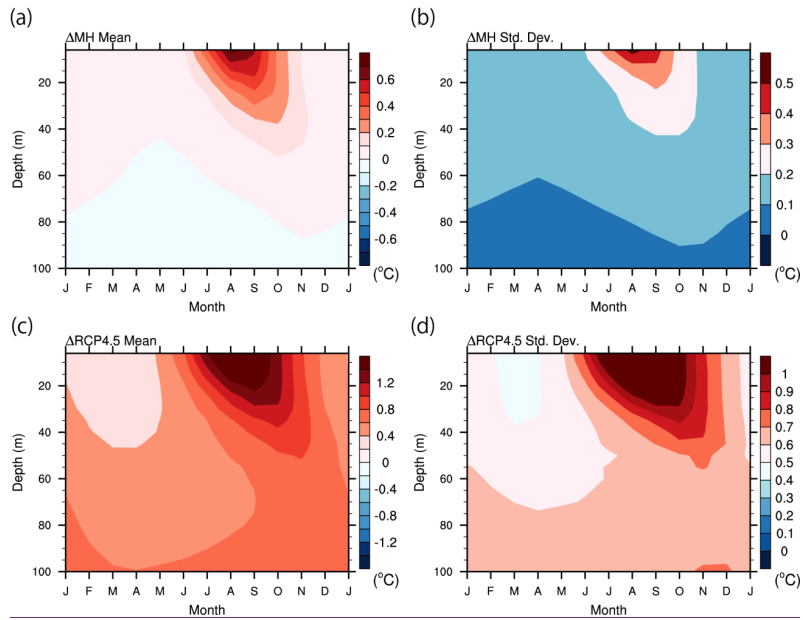 (a)
ΔMH Mean
20
40
60
80
100
Depth (m)
J F M A M J J A S O N D J
Month
0.6
0.4
0.2
0
-0.2
-0.4
-0.6
(°C)
(b)
ΔMH Std. Dev.
20
40
60
80
100
Depth (m)
J F M A M J J A S O N D J
Month
0.5
0.4
0.3
0.2
0.1
0
(°C)
(c)
ΔRCP4.5 Mean
20
40
60
80
100
Depth (m)
J F M A M J J A S O N D J
Month
1.2
0.8
0.4
0
-0.4
-0.8
-1.2
(°C)
(d)
ΔRCP4.5 Std. Dev.
20
40
60
80
100
Depth (m)
J F M A M J J A S O N D J
Month
1
0.9
0.8
0.7
0.6
0.5
0.4
0.3
0.2
0.1
0
(°C)